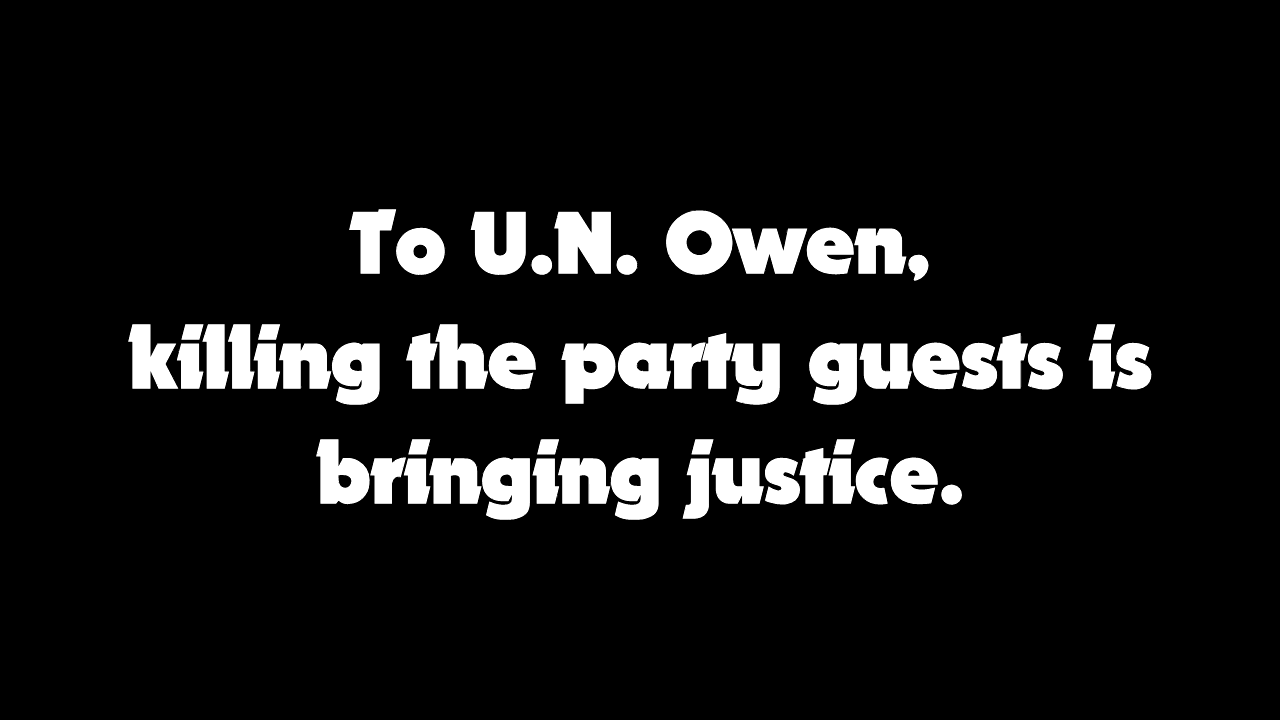 To U.N. Owen,
killing the party guests is
bringing justice.